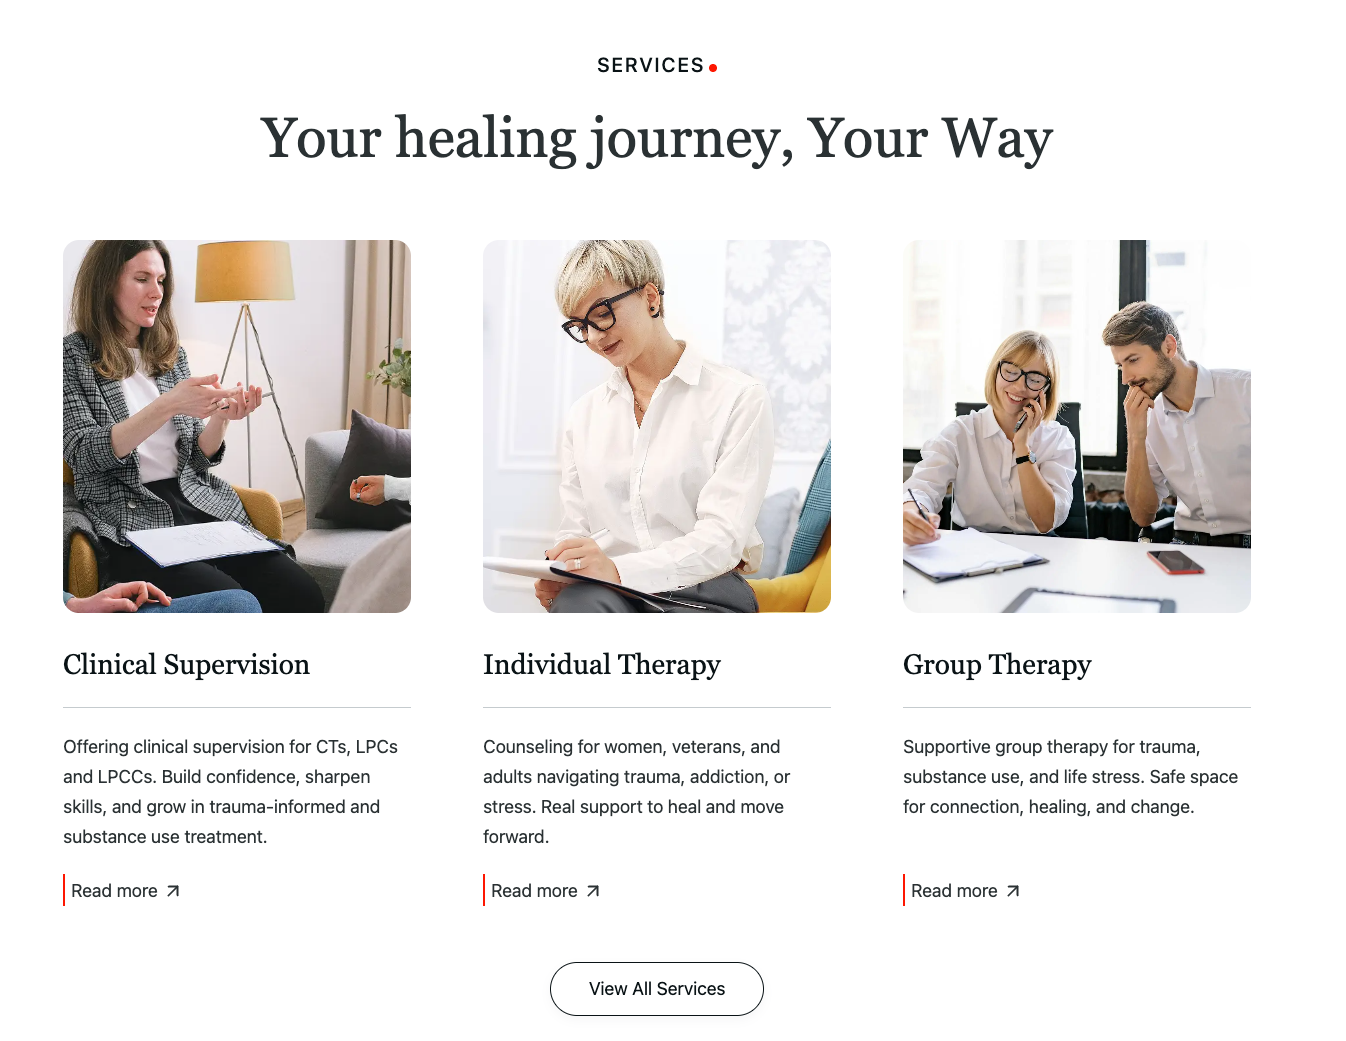 SERVICES
Your healing journey, Your Way
Clinical Supervision
Offering clinical supervision for CTs, LPCs
and LPCCs. Build confidence, sharpen
skills, and grow in trauma-informed and
substance use treatment.
Read more
Individual Therapy
Counseling for women, veterans, and
adults navigating trauma, addiction, or
stress. Real support to heal and move
forward.
Read more
Group Therapy
Supportive group therapy for trauma,
substance use, and life stress. Safe space
for connection, healing, and change.
Read more
View All Services